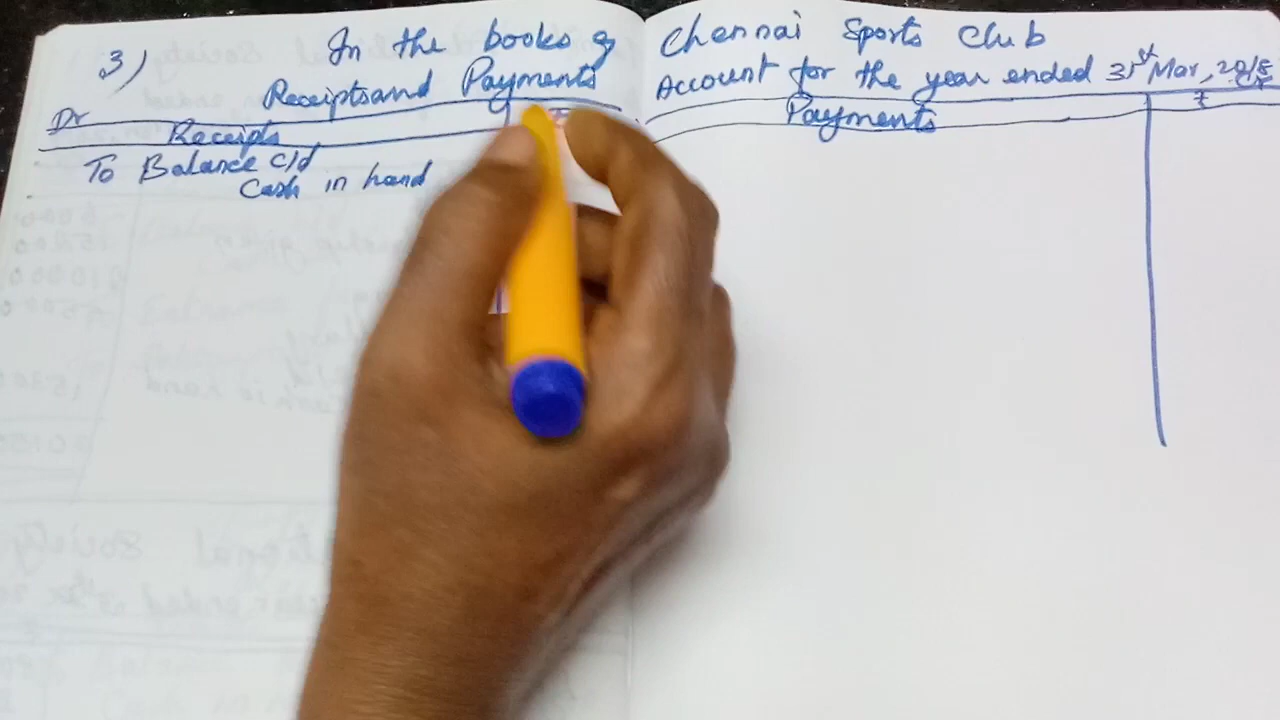 3) In the books of Chennai Sports Club
Receipts and Payments Account for the year ended 31st Mar, 2018
Dr
Receipts ₹ Payments ₹
To Balance c/d
Cash in hand